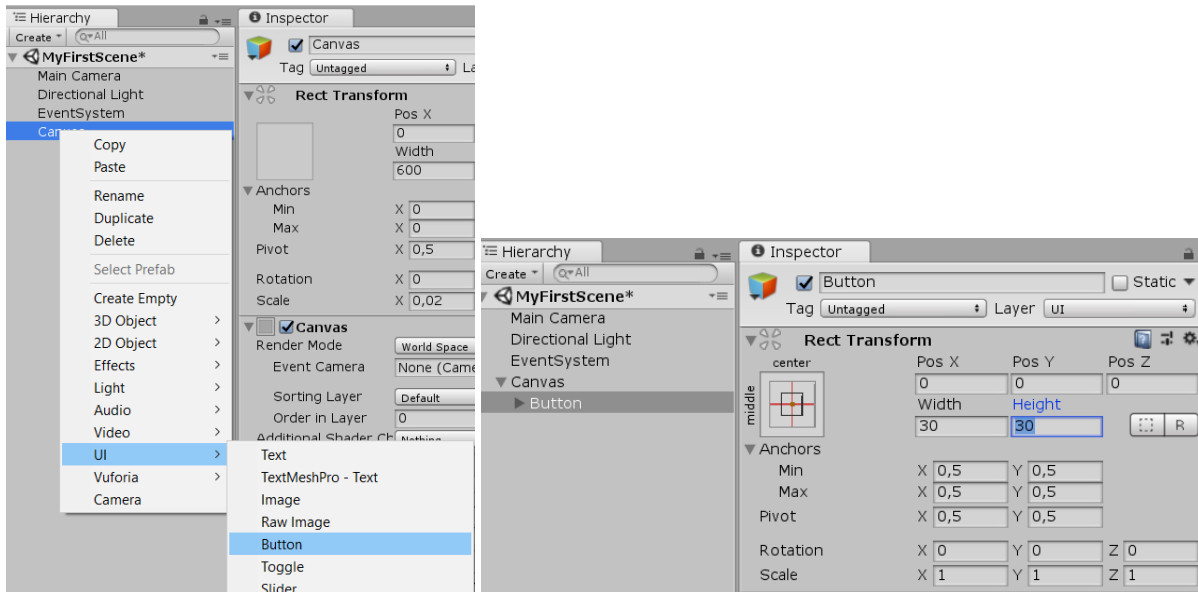 Hierarchy
Create
All
MyFirstScene*
Main Camera
Directional Light
EventSystem
Canvas
Copy
Paste
Rename
Duplicate
Delete
Select Prefab
Create Empty
3D Object
2D Object
Effects
Light
Audio
Video
UI
Vuforia
Camera
Text
TextMeshPro - Text
Image
Raw Image
Button
Toggle
Slider
Inspector
Canvas
Tag Untagged
Rect Transform
Pos X
0
Width
600
Anchors
Min X 0
Max X 0
Pivot X 0,5
Rotation X 0
Scale X 0,02
Canvas
Render Mode World Space
Event Camera None (Came
Sorting Layer Default
Order in Layer 0
Additional Shader Ch Nothing
Hierarchy
Create All
MyFirstScene*
Main Camera
Directional Light
EventSystem
Canvas
Button
Inspector
Button Static
Tag Untagged Layer UI
Rect Transform
center Pos X Pos Y Pos Z
0 0 0
middle
Width Height
30 30 R
Anchors
Min X 0,5 Y 0,5
Max X 0,5 Y 0,5
Pivot X 0,5 Y 0,5
Rotation X 0 Y 0 Z 0
Scale X 1 Y 1 Z 1